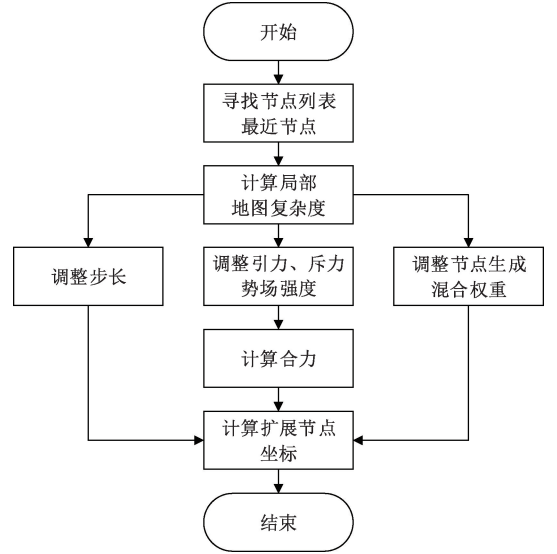 开始
寻找节点列表
最近节点
计算局部
地图复杂度
调整步长
调整引力、斥力
势场强度
调整节点生成
混合权重
计算合力
计算扩展节点
坐标
结束